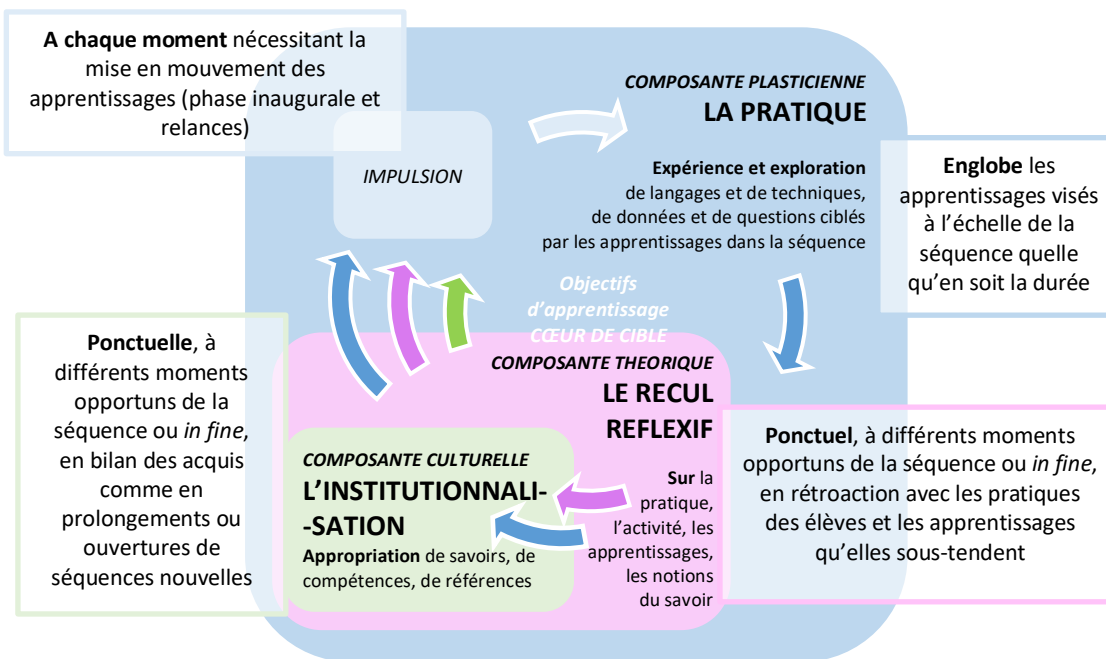 A chaque moment nécessitant la
mise en mouvement des
apprentissages (phase inaugurale et
relances)
IMPULSION
COMPOSANTE PLASTICIENNE
LA PRATIQUE
Expérience et exploration
de langages et de techniques,
de données et de questions ciblés
par les apprentissages dans la séquence
Englobe les
apprentissages visés
à l’échelle de la
séquence quelle
qu’en soit la durée
Objectifs
d’apprentissage
CŒUR DE CIBLE
Ponctuelle, à
différents moments
opportuns de la
séquence ou in fine,
en bilan des acquis
comme en
prolongements ou
ouvertures de
séquences nouvelles
COMPOSANTE THEORIQUE
LE RECUL
REFLEXIF
Sur la
pratique,
l’activité, les
apprentissages,
les notions
du savoir
COMPOSANTE CULTURELLE
L’INSTITUTIONNALI-
-SATION
Appropriation de savoirs, de
compétences, de références
Ponctuel, à différents moments
opportuns de la séquence ou in fine,
en rétroaction avec les pratiques
des élèves et les apprentissages
qu’elles sous-tendent